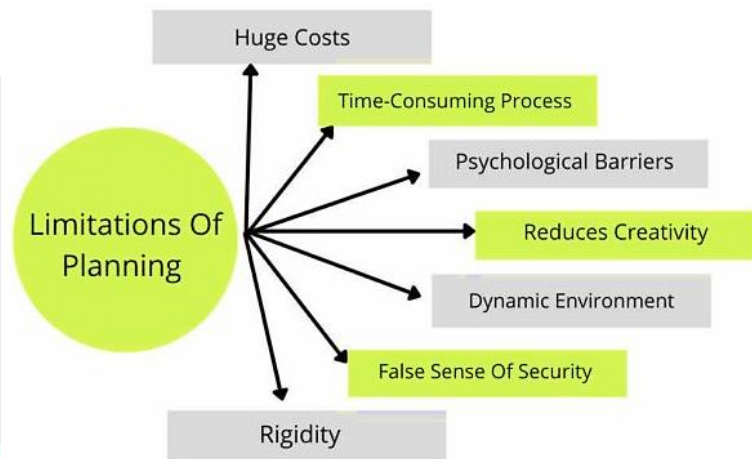 Huge Costs
Time-Consuming Process
Psychological Barriers
Limitations Of
Planning
Reduces Creativity
Dynamic Environment
False Sense Of Security
Rigidity